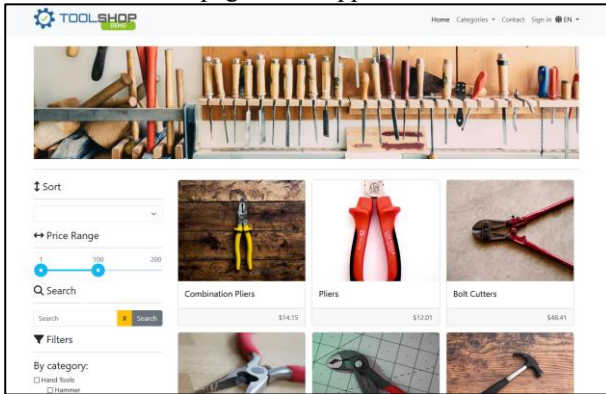 TOOLSHOP
DEMO
Home Categories Contact Sign in EN
Sort
Price Range
1 100 200
Search
Search X Search
Filters
By category:
Hand Tools
Hammer
Combination Pliers
$14.15
Pliers
$12.01
Bolt Cutters
$48.41